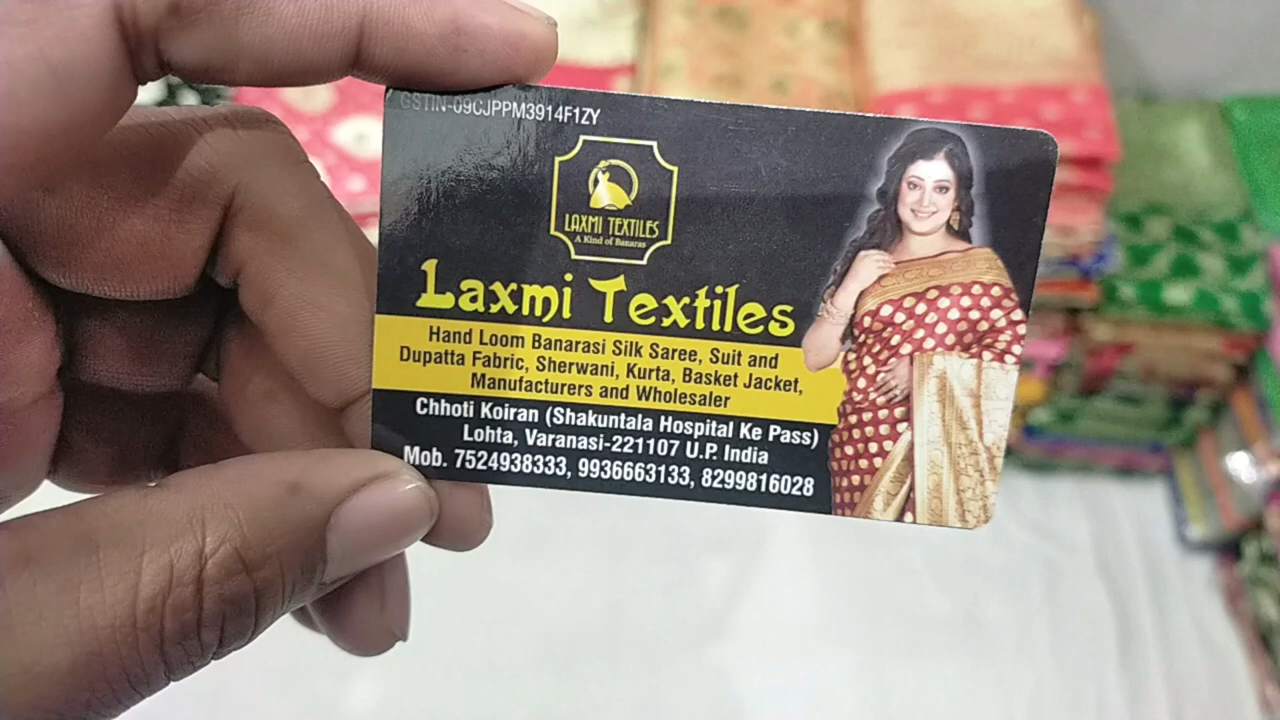 GSTIN-09CJPPM3914F1ZY
LAXMI TEXTILES
A Kind of Banaras
Laxmi Textiles
Hand Loom Banarasi Silk Saree, Suit and
Dupatta Fabric, Sherwani, Kurta, Basket Jacket,
Manufacturers and Wholesaler
Chhoti Koiran (Shakuntala Hospital Ke Pass)
Lohta, Varanasi-221107 U.P. India
Mob. 7524938333, 9936663133, 8299816028